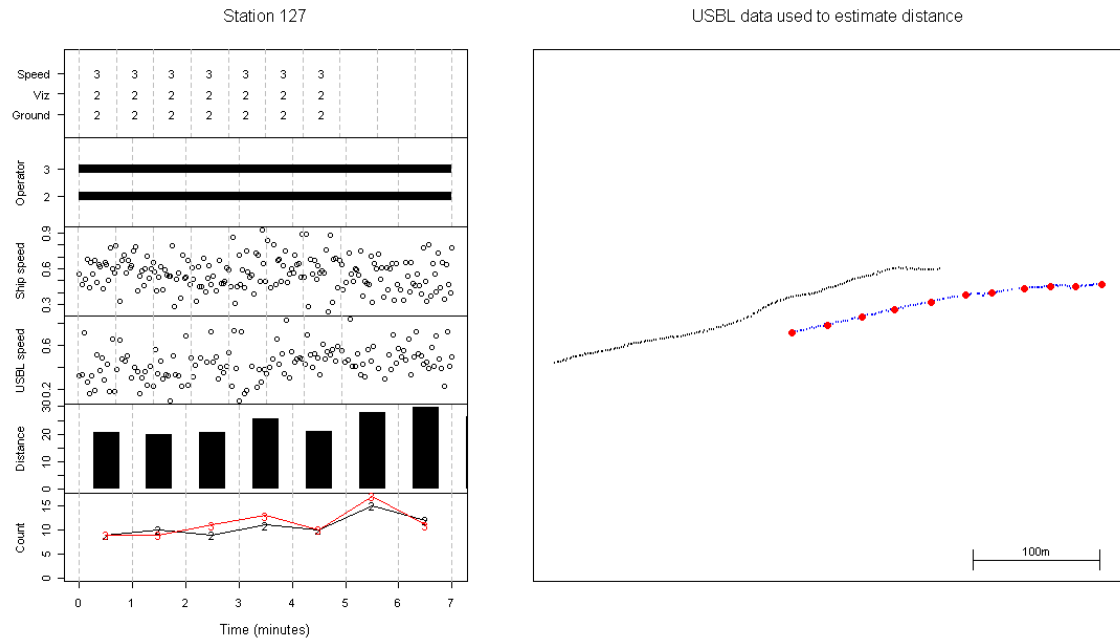 Station 127
USBL data used to estimate distance
Speed 3 3 3 3 3 3 3
Viz 2 2 2 2 2 2 2
Ground 2 2 2 2 2 2 2
Operator
3
2
Ship speed
0.9
0.6
0.3
USBL speed
0.6
0.2
Distance
30
20
10
0
Count
15
10
5
0
0 1 2 3 4 5 6 7
Time (minutes)
100m